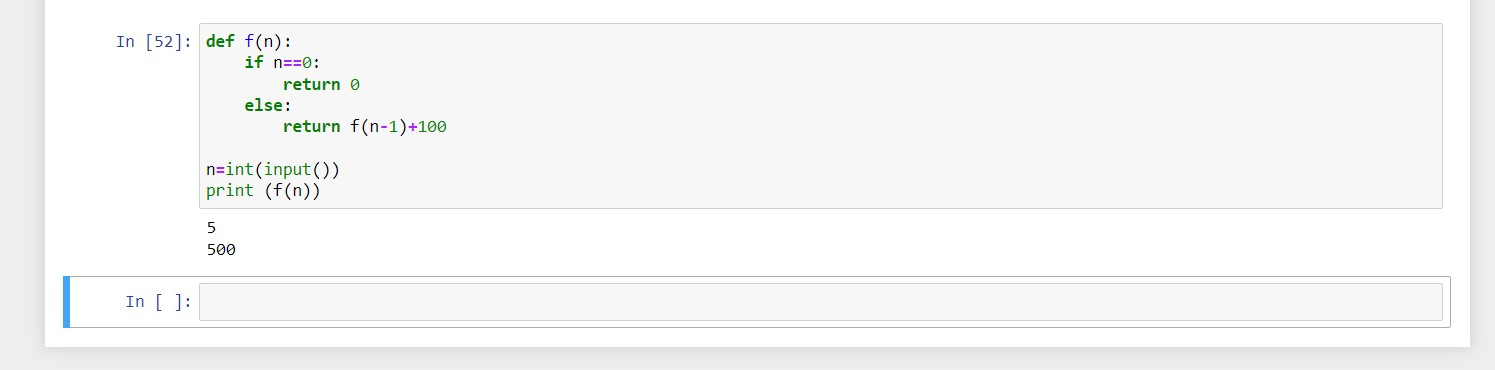 In [52]: def f(n):
    if n==0:
        return 0
    else:
        return f(n-1)+100
n=int(input())
print (f(n))
5
500
In [ ]: